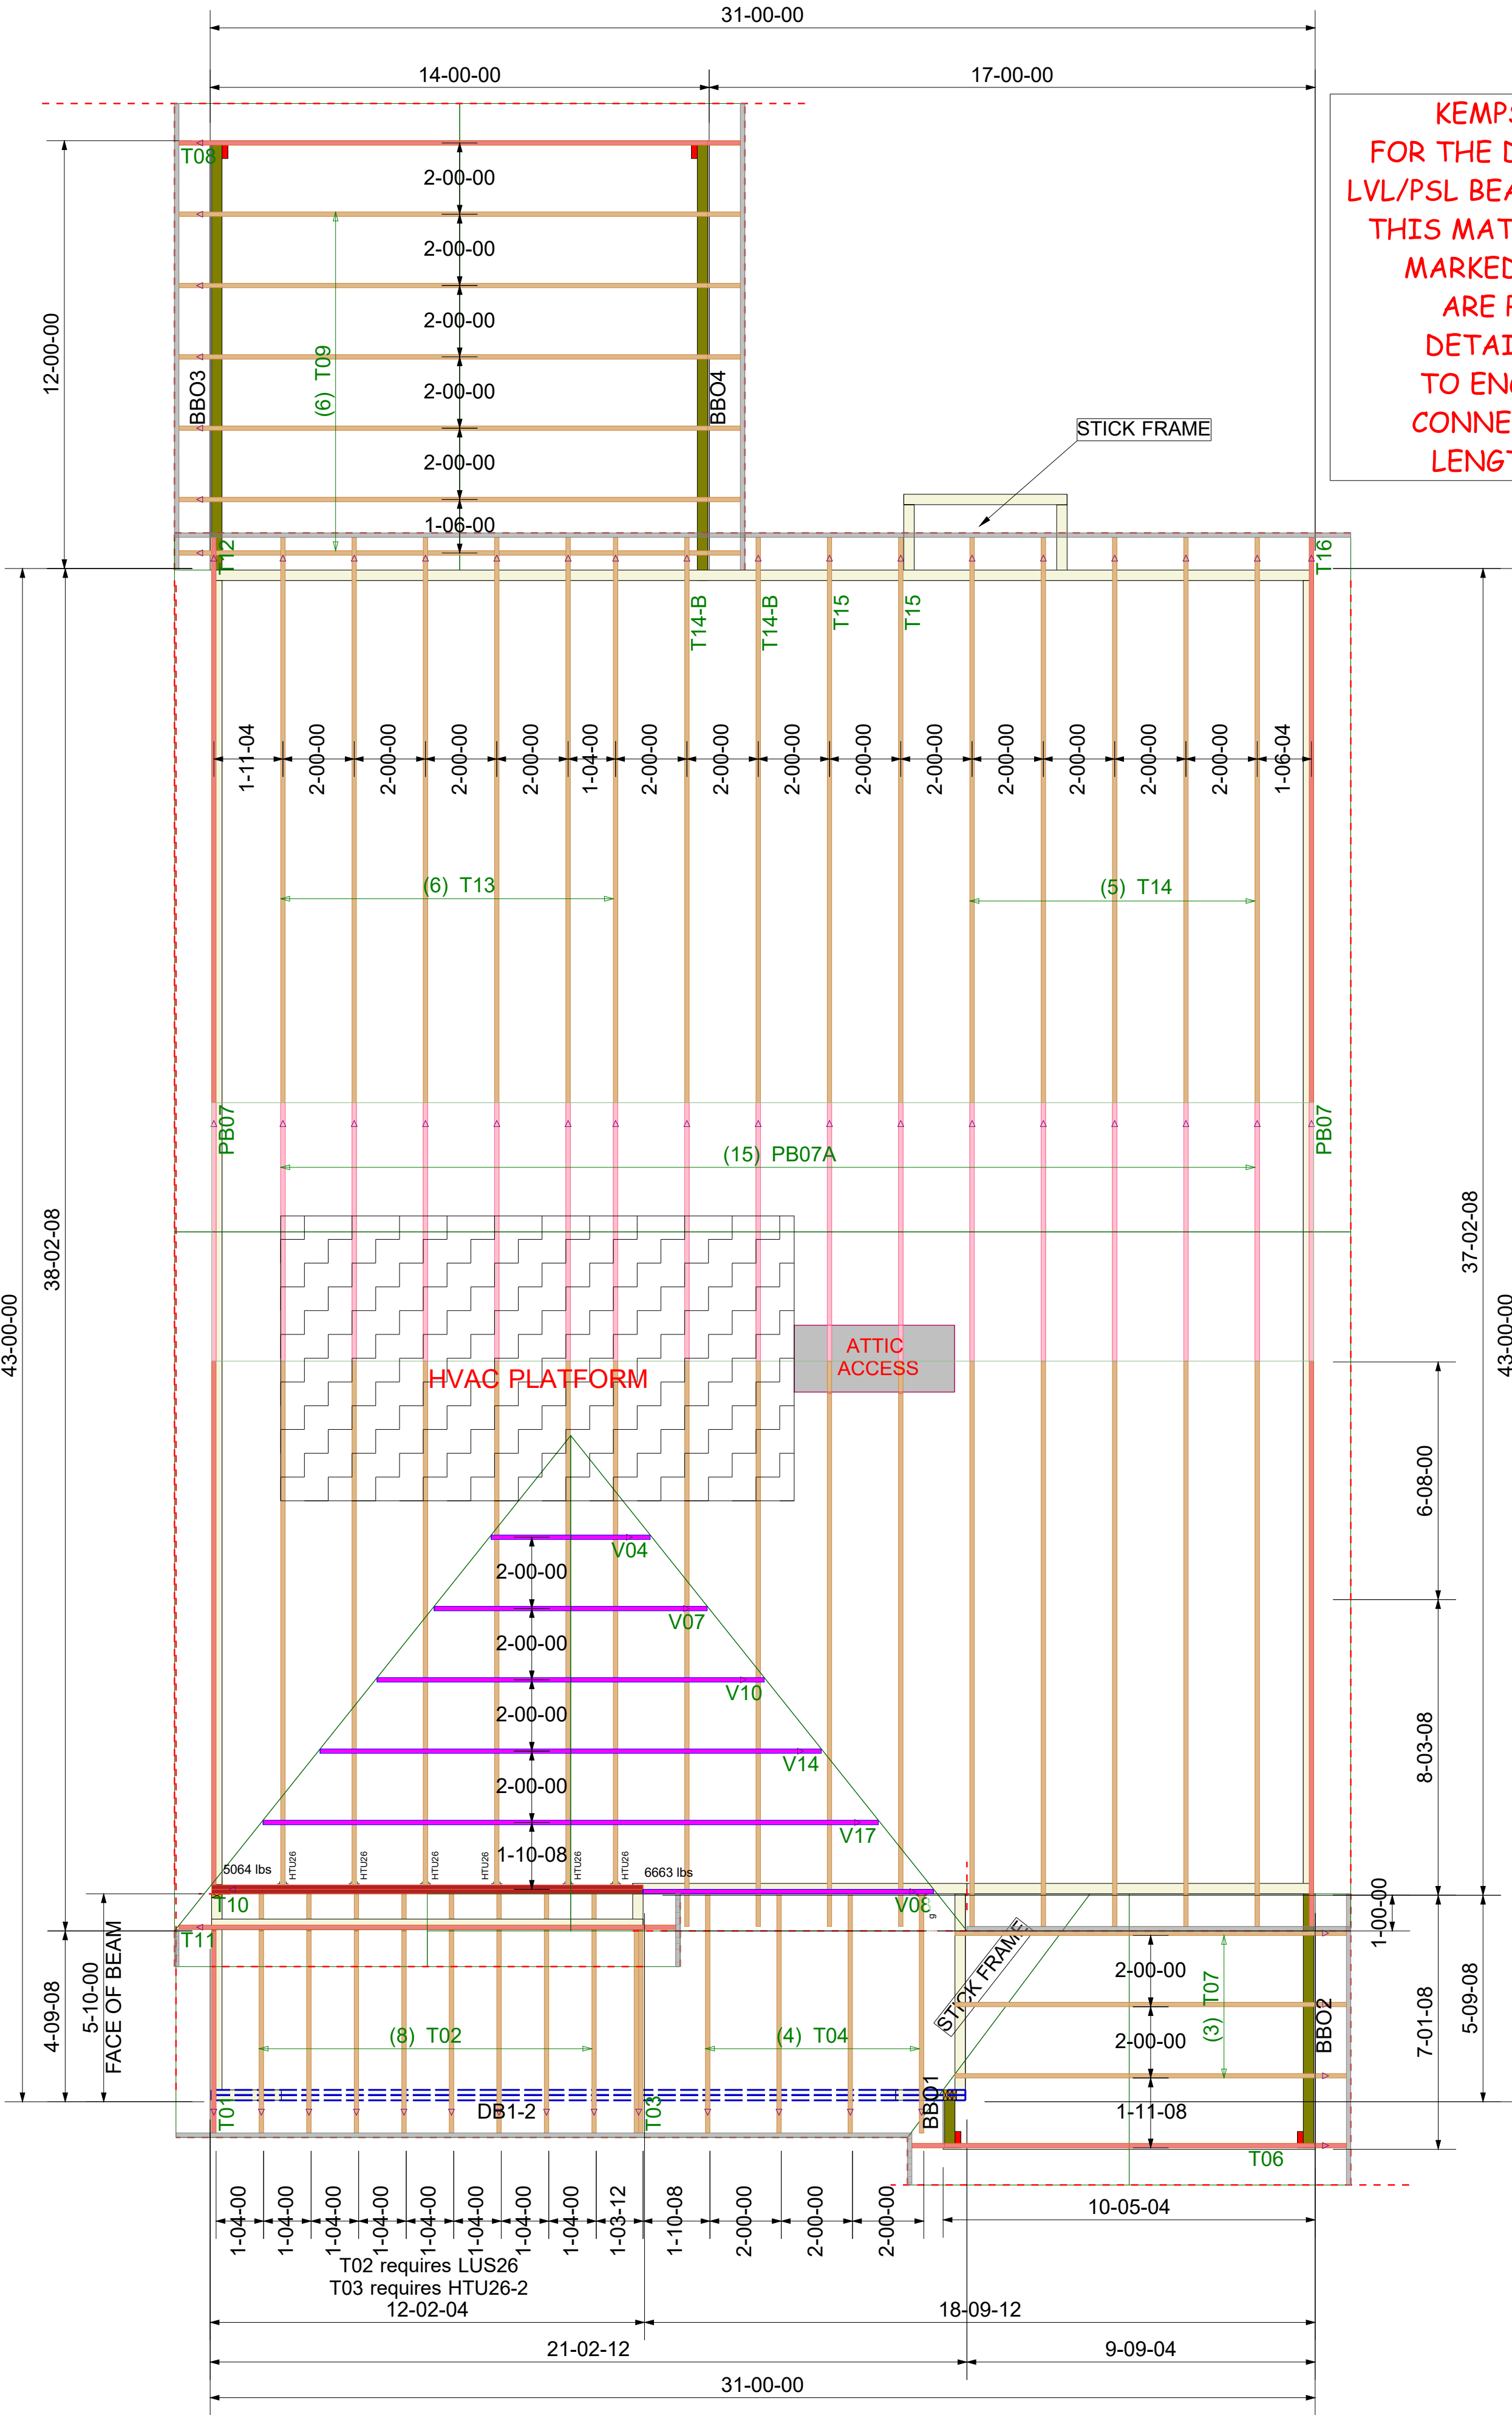 31-00-00
14-00-00
17-00-00
KEMPS
FOR THE D
LVL/PSL BEA
THIS MAT
MARKED
ARE
DETAI
TO EN
CONNE
LENGT
T08
2-00-00
2-00-00
2-00-00
2-00-00
2-00-00
1-06-00
(6) T09
BBO3
BBO4
12-00-00
STICK FRAME
T12
T16
T14-B
T14-B
T15
T15
1-11-04
2-00-00
2-00-00
2-00-00
2-00-00
1-04-00
2-00-00
2-00-00
2-00-00
2-00-00
2-00-00
2-00-00
2-00-00
2-00-00
2-00-00
1-06-04
(6) T13
(5) T14
PB07
PB07
(15) PB07A
38-02-08
43-00-00
37-02-08
43-00-00
HVAC PLATFORM
ATTIC
ACCESS
6-08-00
8-03-08
V04
2-00-00
V07
2-00-00
V10
2-00-00
V14
2-00-00
V17
1-10-08
5064 lbs
HTU26
HTU26
HTU26
HTU26
HTU26
HTU26
6663 lbs
T10
V08
T11
1-00-00
4-09-08
5-10-00
FACE OF BEAM
STICK FRAME
2-00-00
2-00-00
1-11-08
(3) T07
BBO2
7-01-08
5-09-08
(8) T02
(4) T04
T01
DB1-2
T03
BBO1
T06
1-04-00
1-04-00
1-04-00
1-04-00
1-04-00
1-04-00
1-04-00
1-04-00
1-03-12
1-10-08
2-00-00
2-00-00
2-00-00
10-05-04
T02 requires LUS26
T03 requires HTU26-2
12-02-04
18-09-12
21-02-12
9-09-04
31-00-00